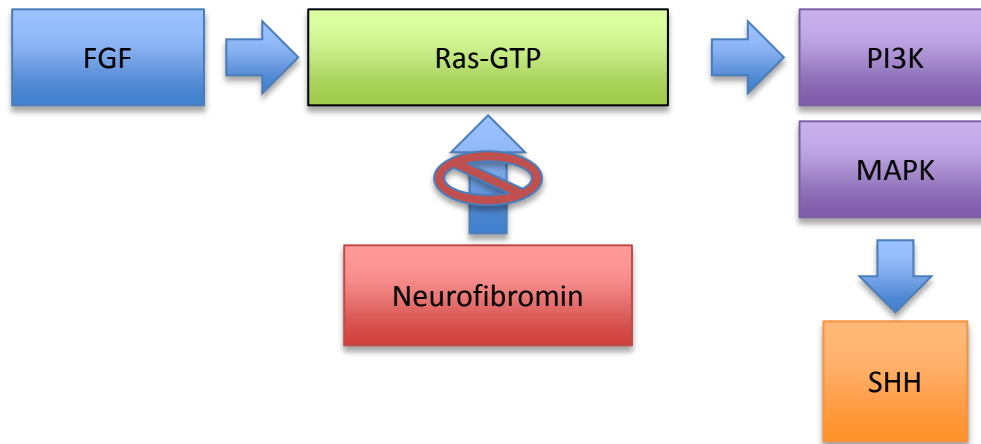 FGF
Ras-GTP
PI3K
MAPK
Neurofibromin
SHH